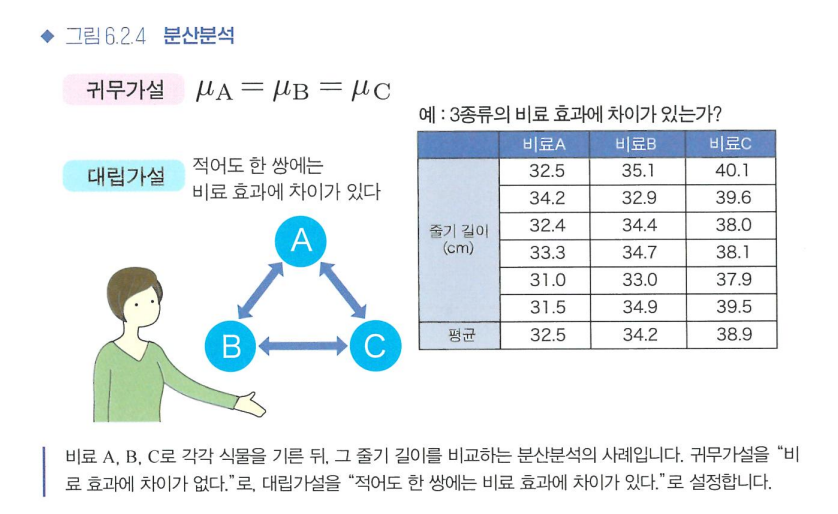 ◆ 그림 6.2.4 분산분석
귀무가설 μA = μB = μC
대립가설 적어도 한 쌍에는
비료 효과에 차이가 있다
A
B
C
예 : 3종류의 비료 효과에 차이가 있는가?
비료A 비료B 비료C
줄기 길이
(cm)
32.5 35.1 40.1
34.2 32.9 39.6
32.4 34.4 38.0
33.3 34.7 38.1
31.0 33.0 37.9
31.5 34.9 39.5
평균 32.5 34.2 38.9
비료 A, B, C로 각각 식물을 기른 뒤, 그 줄기 길이를 비교하는 분산분석의 사례입니다. 귀무가설을 “비
료 효과에 차이가 없다.”로, 대립가설을 “적어도 한 쌍에는 비료 효과에 차이가 있다.”로 설정합니다.